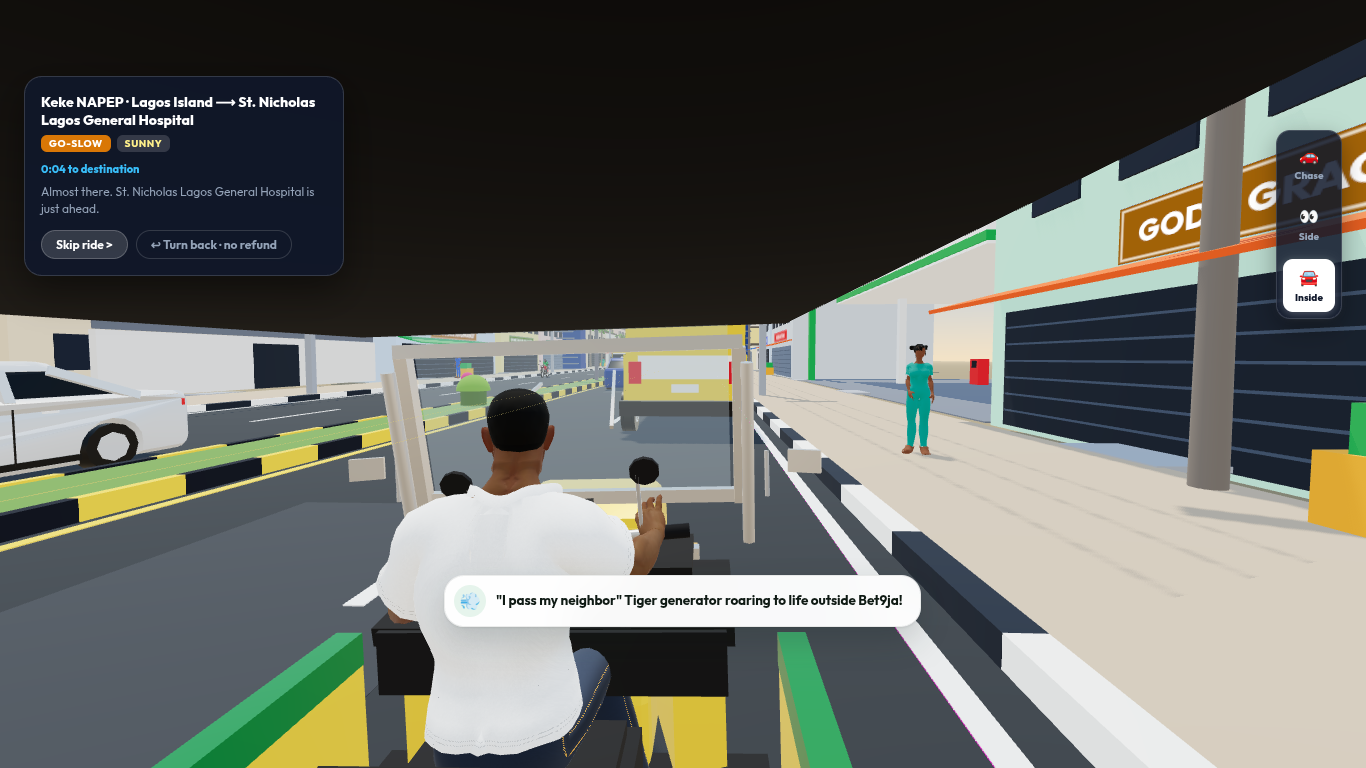 Keke NAPEP · Lagos Island ⟶ St. Nicholas
Lagos General Hospital
GO-SLOW SUNNY
0:04 to destination
Almost there. St. Nicholas Lagos General Hospital is
just ahead.
Skip ride > ↩ Turn back · no refund
GOD
GRAC
Chase
Side
Inside
"I pass my neighbor" Tiger generator roaring to life outside Bet9ja!